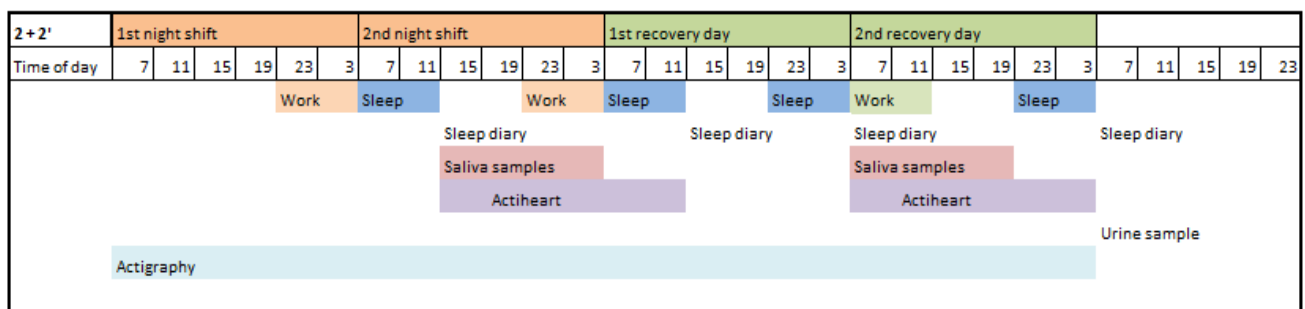 2 + 2' 1st night shift 2nd night shift 1st recovery day 2nd recovery day
Time of day 7 11 15 19 23 3 7 11 15 19 23 3 7 11 15 19 23 3 7 11 15 19 23 3 7 11 15 19 23
Work Sleep Work Sleep Sleep Work Sleep
Sleep diary Sleep diary Sleep diary Sleep diary
Saliva samples Saliva samples
Actiheart Actiheart
Urine sample
Actigraphy